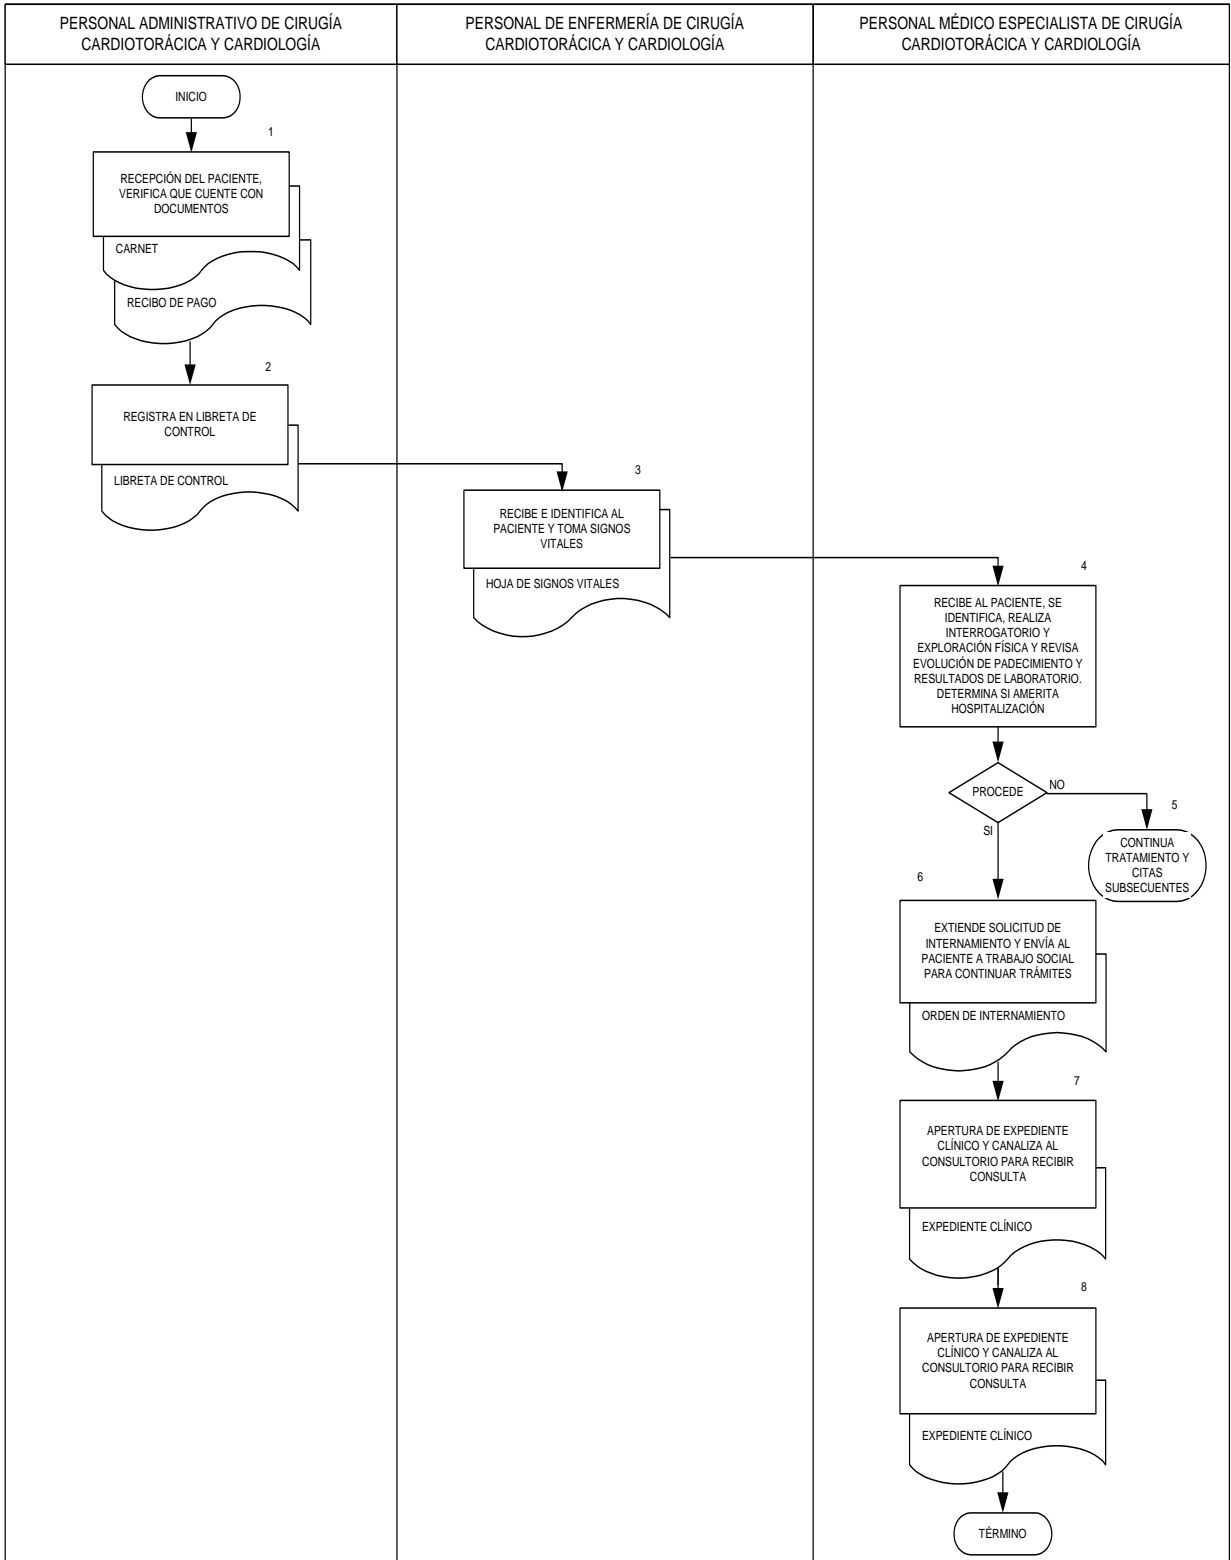 PERSONAL ADMINISTRATIVO DE CIRUGÍA
CARDIOTORÁCICA Y CARDIOLOGÍA
PERSONAL DE ENFERMERÍA DE CIRUGÍA
CARDIOTORÁCICA Y CARDIOLOGÍA
PERSONAL MÉDICO ESPECIALISTA DE CIRUGÍA
CARDIOTORÁCICA Y CARDIOLOGÍA
INICIO
1
RECEPCIÓN DEL PACIENTE,
VERIFICA QUE CUENTE CON
DOCUMENTOS
CARNET
RECIBO DE PAGO
2
REGISTRA EN LIBRETA DE
CONTROL
LIBRETA DE CONTROL
3
RECIBE E IDENTIFICA AL
PACIENTE Y TOMA SIGNOS
VITALES
HOJA DE SIGNOS VITALES
4
RECIBE AL PACIENTE, SE
IDENTIFICA, REALIZA
INTERROGATORIO Y
EXPLORACIÓN FÍSICA Y REVISA
EVOLUCIÓN DE PADECIMIENTO Y
RESULTADOS DE LABORATORIO.
DETERMINA SI AMERITA
HOSPITALIZACIÓN
PROCEDE
NO
SI
5
CONTINUA
TRATAMIENTO Y
CITAS
SUBSECUENTES
6
EXTIENDE SOLICITUD DE
INTERNAMIENTO Y ENVÍA AL
PACIENTE A TRABAJO SOCIAL
PARA CONTINUAR TRÁMITES
ORDEN DE INTERNAMIENTO
7
APERTURA DE EXPEDIENTE
CLÍNICO Y CANALIZA AL
CONSULTORIO PARA RECIBIR
CONSULTA
EXPEDIENTE CLÍNICO
8
APERTURA DE EXPEDIENTE
CLÍNICO Y CANALIZA AL
CONSULTORIO PARA RECIBIR
CONSULTA
EXPEDIENTE CLÍNICO
TÉRMINO